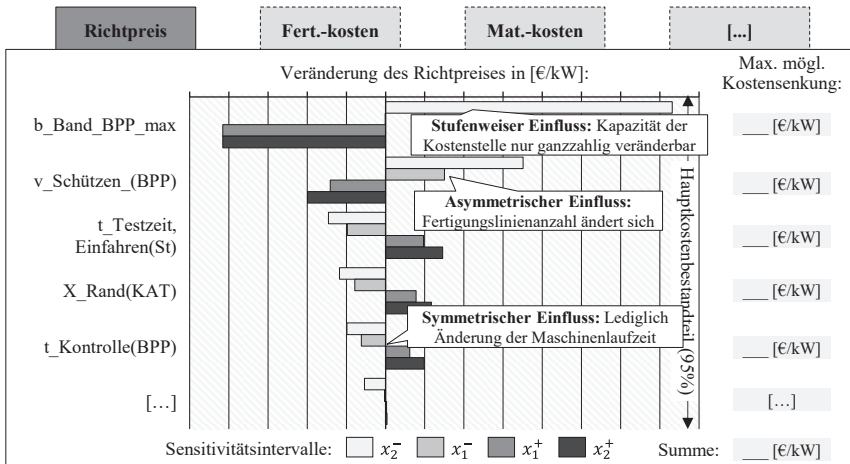 Richtpreis
Fert.-kosten
Mat.-kosten
[...]
Veränderung des Richtpreises in [€/kW]:
Max. mögl.
Kostensenkung:
b_Band_BPP_max
Stufenweiser Einfluss: Kapazität der
Kostenstelle nur ganzzahlig veränderbar
___ [€/kW]
v_Schützen_(BPP)
Asymmetrischer Einfluss:
Fertigungslinienanzahl ändert sich
___ [€/kW]
t_Testzeit,
Einfahren(St)
___ [€/kW]
X_Rand(KAT)
___ [€/kW]
Symmetrischer Einfluss: Lediglich
Änderung der Maschinenlaufzeit
t_Kontrolle(BPP)
___ [€/kW]
Hauptkostenbestandteil (95%)
[…]
[…]
Sensitivitätsintervalle: x₂⁻ x₁⁻ x₁⁺ x₂⁺
Summe: ___ [€/kW]